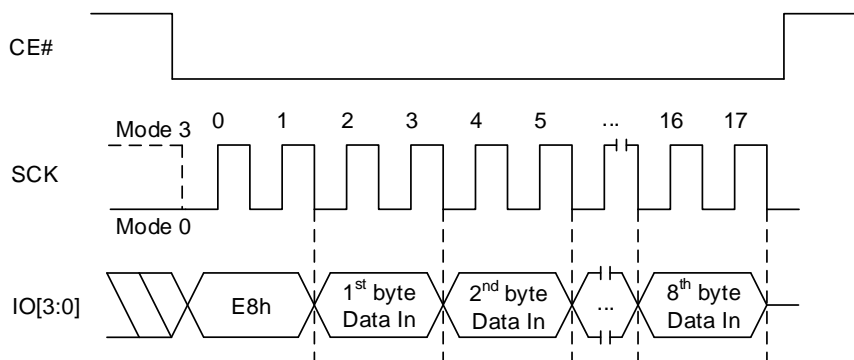 CE#
Mode 3
0 1 2 3 4 5 ... 16 17
SCK
Mode 0
IO[3:0]
E8h
1st byte
Data In
2nd byte
Data In
...
8th byte
Data In